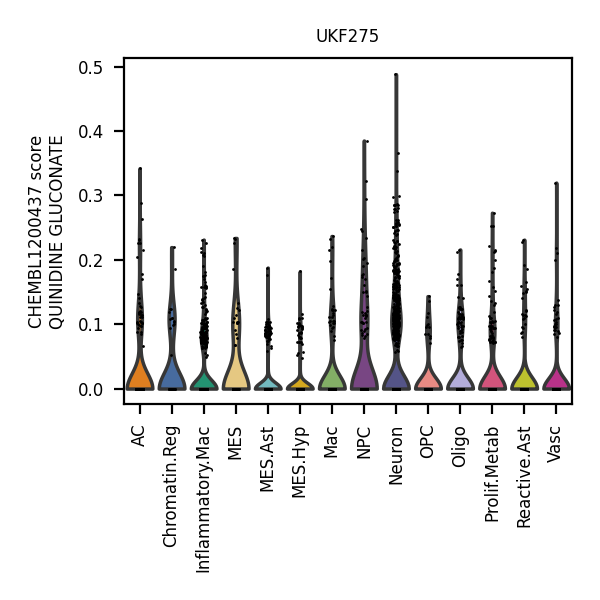 UKF275
CHEMBL1200437 score
QUINIDINE GLUCONATE
0.5
0.4
0.3
0.2
0.1
0.0
AC
Chromatin.Reg
Inflammatory.Mac
MES
MES.Ast
MES.Hyp
Mac
NPC
Neuron
OPC
Oligo
Prolif.Metab
Reactive.Ast
Vasc